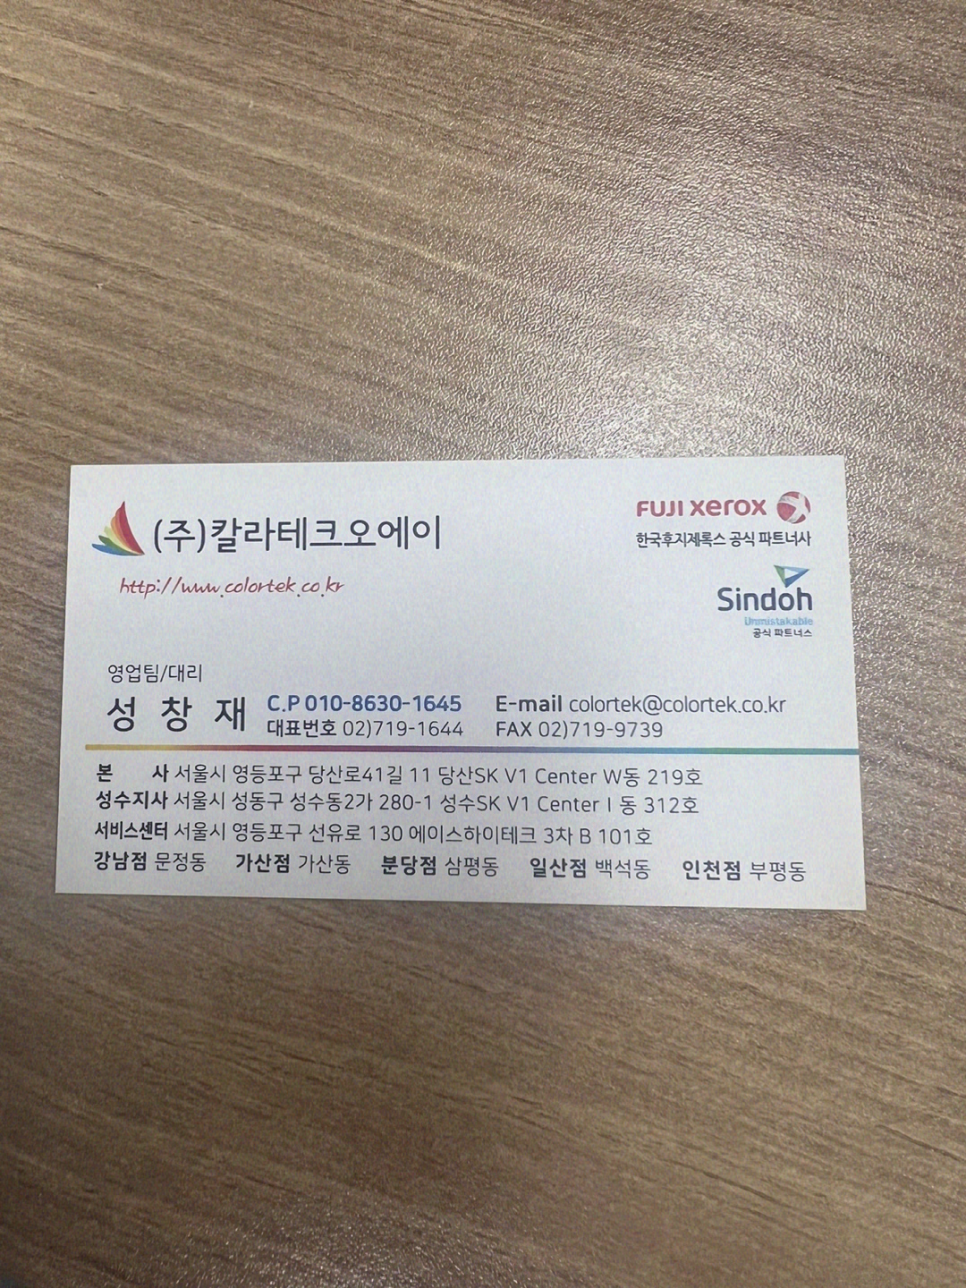 (주)칼라테크오에이
http://www.colortek.co.kr
FUJI xerox
한국후지제록스 공식 파트너사
Sindoh
Unmistakable
공식 파트너스
영업팀/대리
성 창 재
C.P 010-8630-1645 E-mail colortek@colortek.co.kr
대표번호 02)719-1644 FAX 02)719-9739
본 사 서울시 영등포구 당산로41길 11 당산SK V1 Center W동 219호
성수지사 서울시 성동구 성수동2가 280-1 성수SK V1 Center I 동 312호
서비스센터 서울시 영등포구 선유로 130 에이스하이테크 3차 B 101호
강남점 문정동 가산점 가산동 분당점 삼평동 일산점 백석동 인천점 부평동